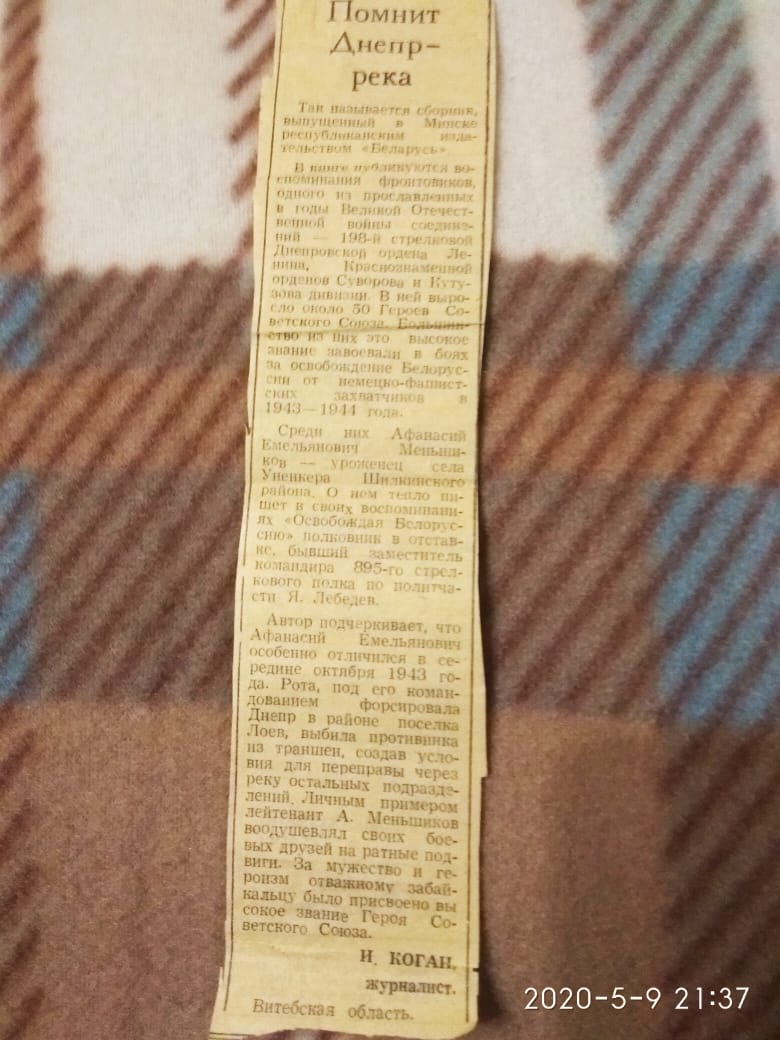 Помнит
Днепр-
река
Так называется сборник,
выпущенный в Минске
республиканским изда-
тельством «Беларусь».
В книге публикуются во-
споминания фронтовиков,
одного из прославленных
в годы Великой Отечест-
венной войны соедине-
ний — 198-й стрелковой
Днепровской ордена Ле-
нина, Краснознаменной
орденов Суворова и Куту-
зова дивизии. В ней выро-
сло около 50 Героев Со-
ветского Союза. Большин-
ство из них это высокое
звание завоевали в боях
за освобождение Белорус-
сии от немецко-фашист-
ских захватчиков в
1943—1944 года.
Среди них Афанасий
Емельянович Меньши-
ков — уроженец села
Уненкера Шилкинского
района. О нем тепло пи-
шет в своих воспоминани-
ях «Освобождая Белорус-
сию» полковник в отстав-
ке, бывший заместитель
командира 895-го стрел-
кового полка по политча-
сти Я. Лебедев.
Автор подчеркивает, что
Афанасий Емельянович
особенно отличился в се-
редине октября 1943 го-
да. Рота, под его коман-
дованием форсировала
Днепр в районе поселка
Лоев, выбила противника
из траншеи, создав усло-
вия для переправы через
реку остальных подразде-
лений. Личным примером
лейтенант А. Меньшиков
воодушевлял своих бое-
вых друзей на ратные под-
виги. За мужество и ге-
роизм отважному забай-
кальцу было присвоено вы
сокое звание Героя Со-
ветского Союза.
И. КОГАН,
журналист.
Витебская область.
2020-5-9 21:37